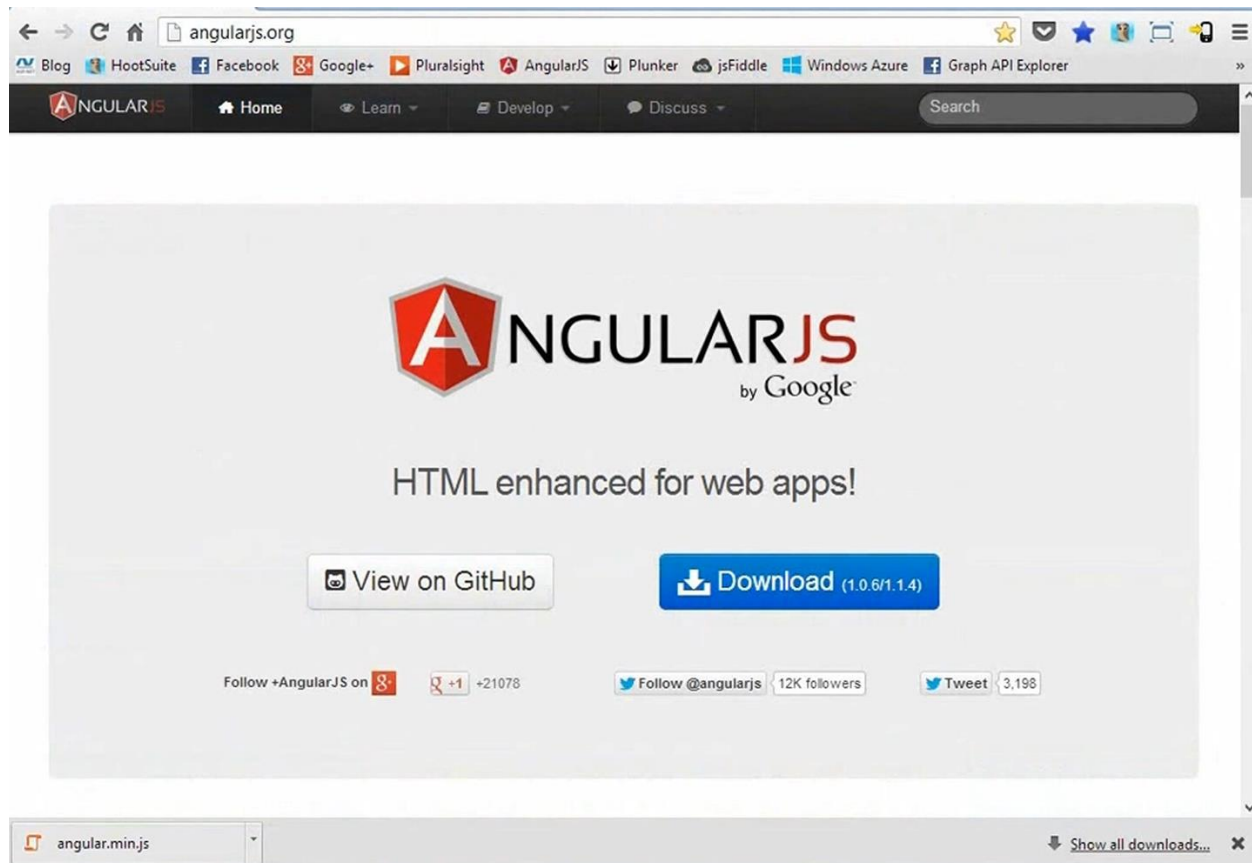 angularjs.org
Blog HootSuite Facebook Google+ Pluralsight AngularJS Plunker jsFiddle Windows Azure Graph API Explorer »
ANGULARJS Home Learn Develop Discuss Search
ANGULARJS
by Google
HTML enhanced for web apps!
View on GitHub Download (1.0.6/1.1.4)
Follow +AngularJS on g+ +1 +21078 Follow @angularjs 12K followers Tweet 3,198
angular.min.js Show all downloads...